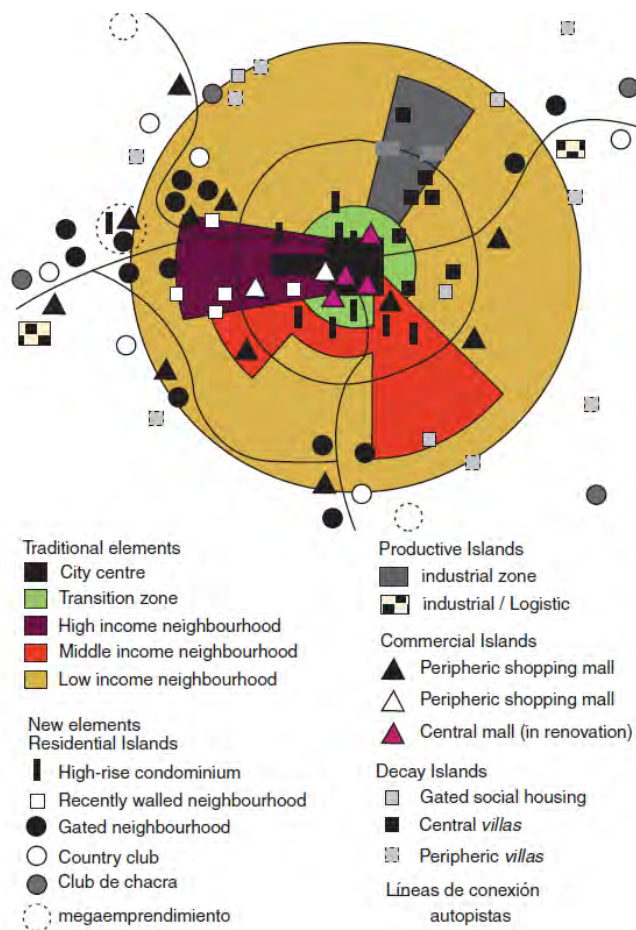 Traditional elements
City centre
Transition zone
High income neighbourhood
Middle income neighbourhood
Low income neighbourhood
New elements
Residential Islands
High-rise condominium
Recently walled neighbourhood
Gated neighbourhood
Country club
Club de chacra
megaemprendimiento
Productive Islands
industrial zone
industrial / Logistic
Commercial Islands
Peripheric shopping mall
Peripheric shopping mall
Central mall (in renovation)
Decay Islands
Gated social housing
Central villas
Peripheric villas
Líneas de conexión
autopistas